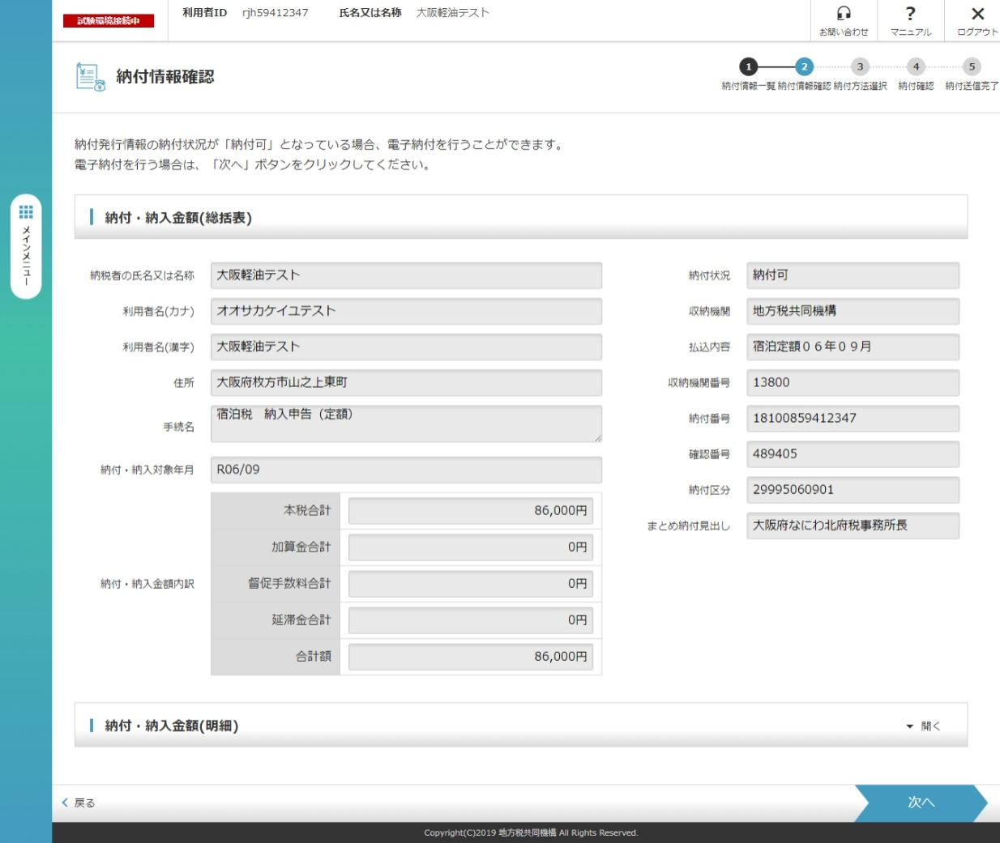 試験環境接続中
利用者ID rjh59412347 氏名又は名称 大阪軽油テスト
お問い合わせ
? マニュアル
ログアウト
納付情報確認
1 2 3 4 5
納付情報一覧 納付情報確認 納付方法選択 納付確認 納付送信完了
納付発行情報の納付状況が「納付可」となっている場合、電子納付を行うことができます。
電子納付を行う場合は、「次へ」ボタンをクリックしてください。
メインメニュー
納付・納入金額(総括表)
納税者の氏名又は名称 大阪軽油テスト
利用者名(カナ) オオサカケイユテスト
利用者名(漢字) 大阪軽油テスト
住所 大阪府枚方市山之上東町
手続名 宿泊税　納入申告（定額）
納付・納入対象年月 R06/09
納付・納入金額内訳
本税合計 86,000円
加算金合計 0円
督促手数料合計 0円
延滞金合計 0円
合計額 86,000円
納付状況 納付可
収納機関 地方税共同機構
払込内容 宿泊定額０６年０９月
収納機関番号 13800
納付番号 18100859412347
確認番号 489405
納付区分 29995060901
まとめ納付見出し 大阪府なにわ北府税事務所長
納付・納入金額(明細)
開く
戻る
次へ
Copyright(C)2019 地方税共同機構 All Rights Reserved.